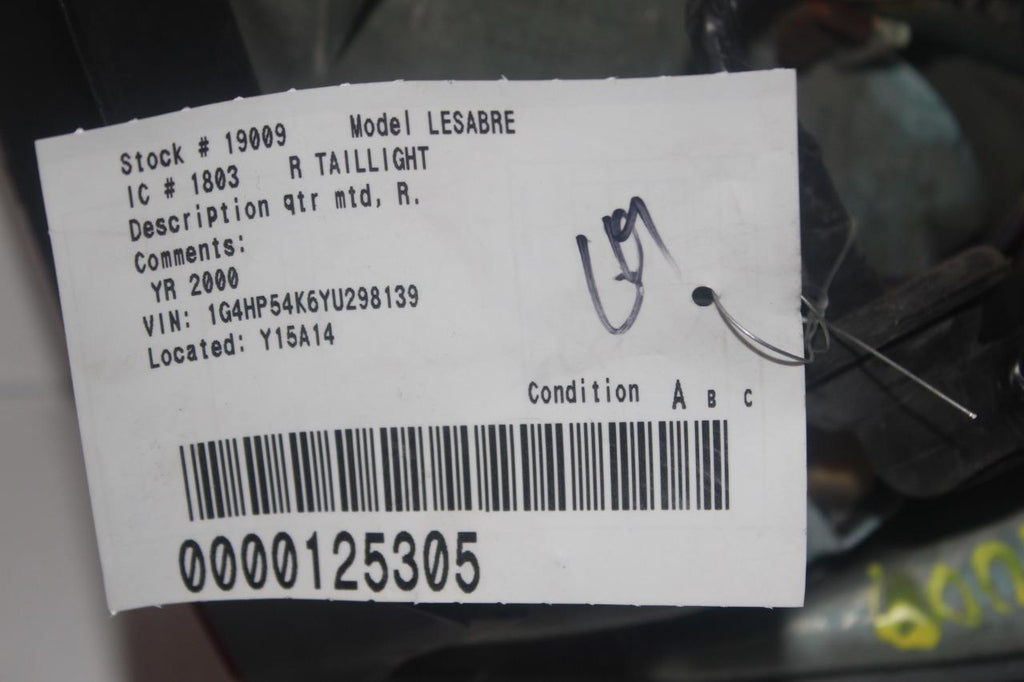 Stock # 19009 Model LESABRE
IC # 1803 R TAILLIGHT
Description qtr mtd, R.
Comments:
YR 2000
VIN: 1G4HP54K6YU298139
Located: Y15A14
Condition A B C
0000125305